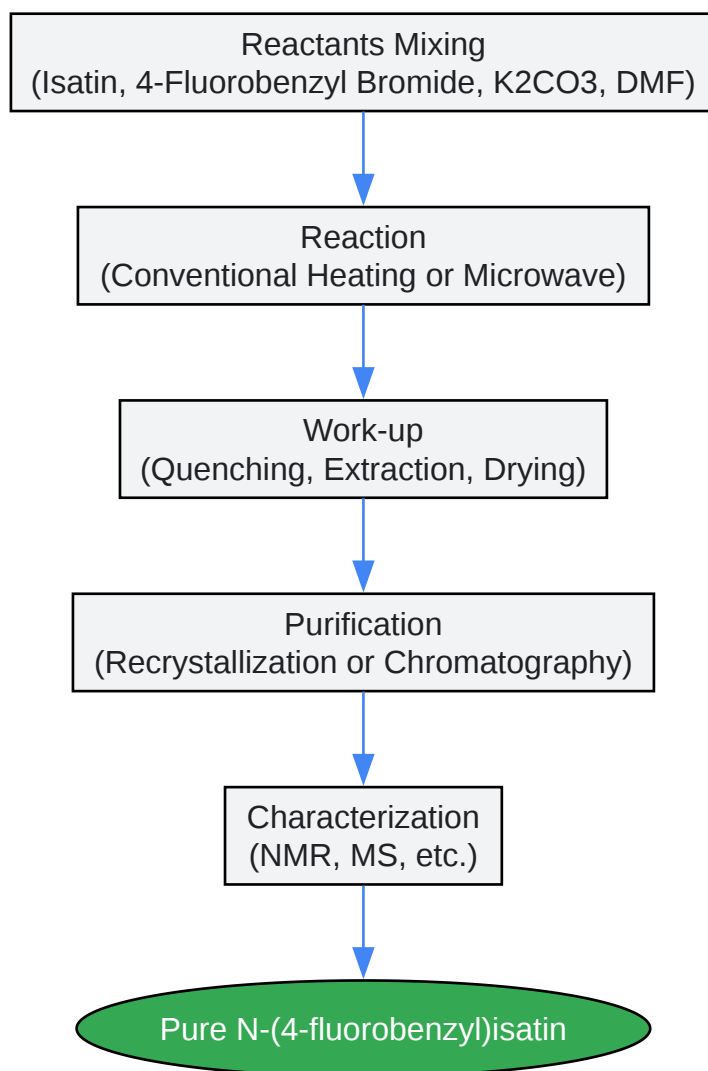 Reactants Mixing
(Isatin, 4-Fluorobenzyl Bromide, K2CO3, DMF)
Reaction
(Conventional Heating or Microwave)
Work-up
(Quenching, Extraction, Drying)
Purification
(Recrystallization or Chromatography)
Characterization
(NMR, MS, etc.)
Pure N-(4-fluorobenzyl)isatin